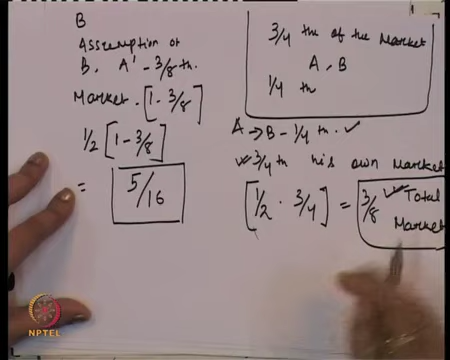 B
Assumption of
B. A' - 3/8 th.
Market. [1 - 3/8]
1/2 [1 - 3/8]
= 5/16
3/4 th of the Market
A, B
1/4 th
A → B - 1/4 th. ✓
3/4 th his own Market
[1/2 · 3/4] = 3/8 Total
Market
NPTEL